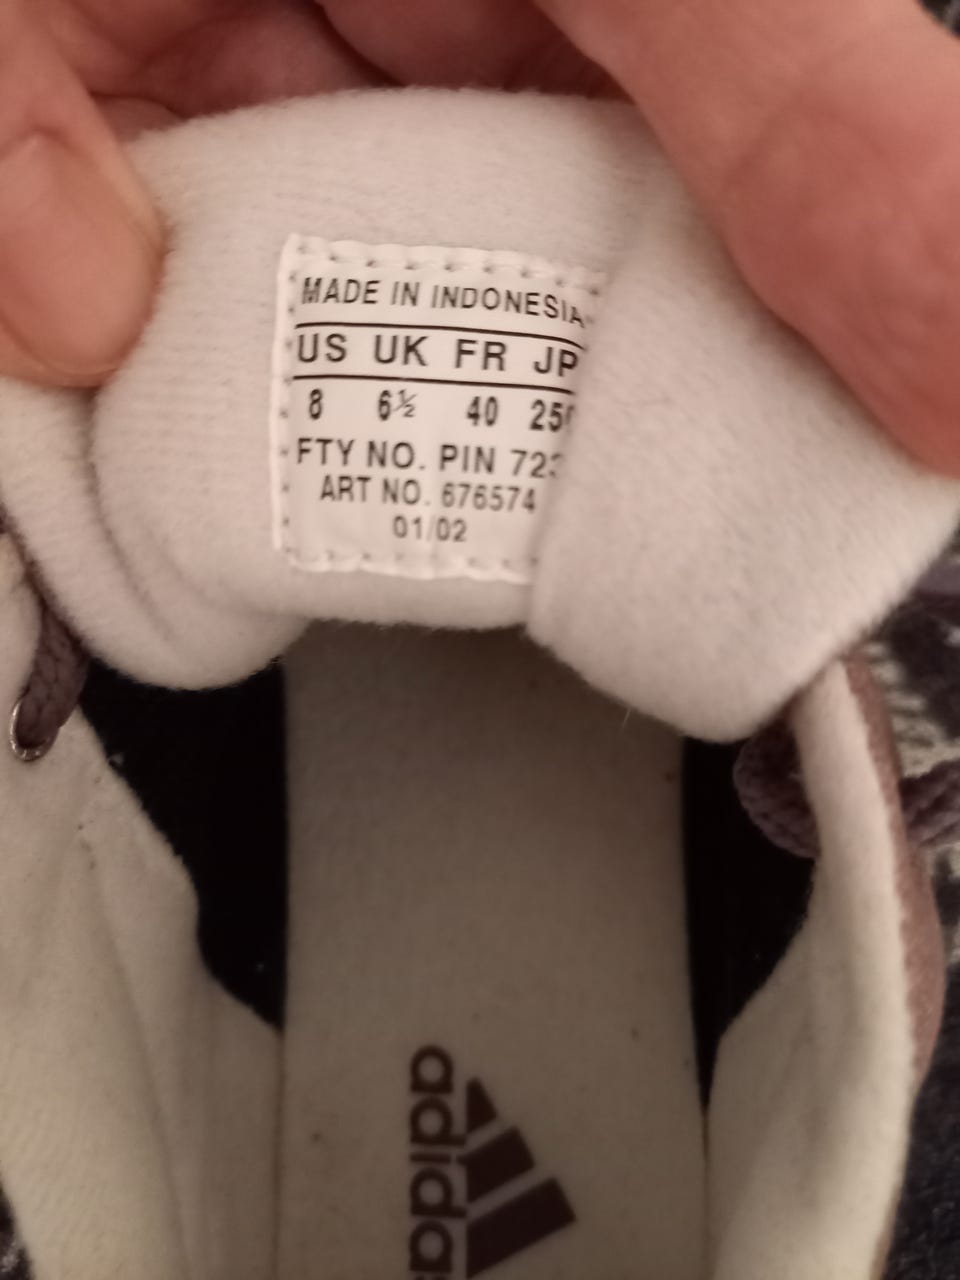 MADE IN INDONESIA
US UK FR JP
8 6½ 40
FTY NO. PIN
ART NO. 676574
01/02
adidas